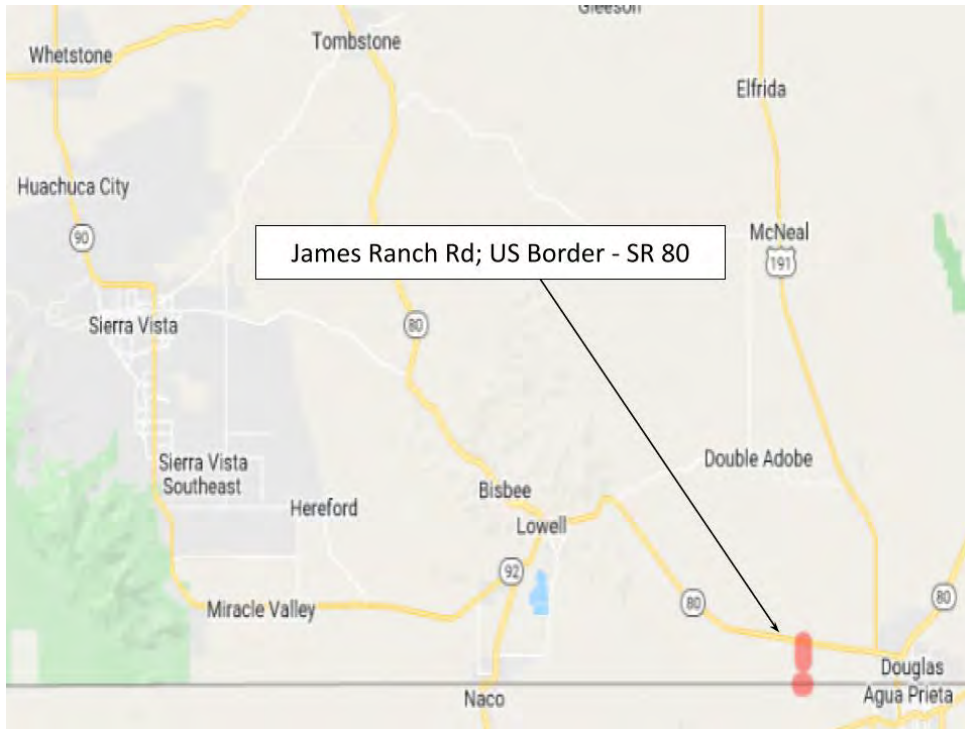 Gleeson
Tombstone
Whetstone
Elfrida
Huachuca City
90
McNeal
191
James Ranch Rd; US Border - SR 80
Sierra Vista
80
Sierra Vista
Southeast
Double Adobe
Bisbee
Hereford
Lowell
92
80
80
Miracle Valley
Douglas
Naco
Agua Prieta